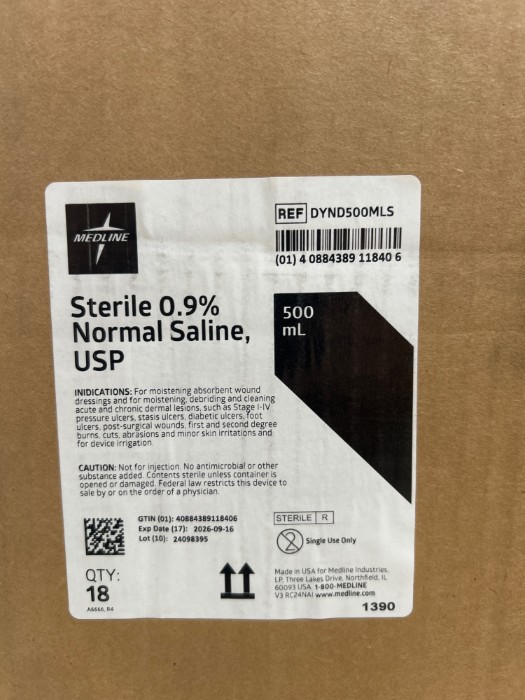 MEDLINE
REF DYND500MLS
(01) 4 0884389 11840 6
Sterile 0.9%
Normal Saline,
USP
500
mL
INIDICATIONS: For moistening absorbent wound
dressings and for moistening, debriding and cleaning
acute and chronic dermal lesions, such as Stage I-IV
pressure ulcers, stasis ulcers, diabetic ulcers, foot
ulcers, post-surgical wounds, first and second degree
burns, cuts, abrasions and minor skin irritations and
for device irrigation.
CAUTION: Not for injection. No antimicrobial or other
substance added. Contents sterile unless container is
opened or damaged. Federal law restricts this device to
sale by or on the order of a physician.
GTIN (01): 40884389118406
Exp Date (17): 2026-09-16
Lot (10): 24098395
STERILE R
2 Single Use Only
QTY:
18
A6666, R4
Made in USA for Medline Industries,
LP, Three Lakes Drive, Northfield, IL
60093 USA 1-800-MEDLINE
V3 RC24NAI www.medline.com
1390